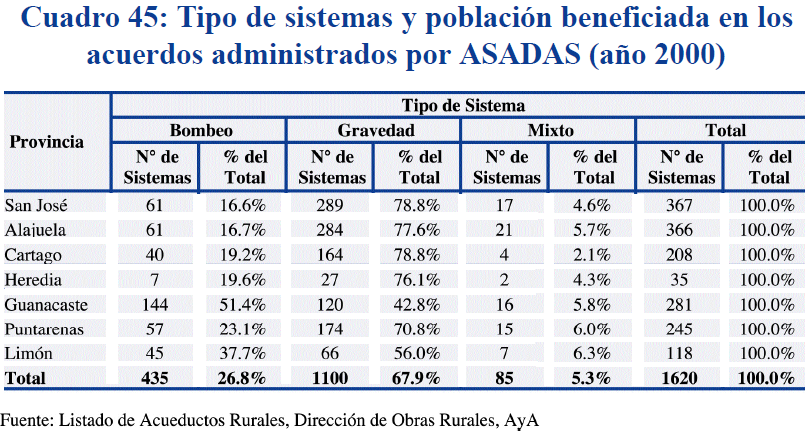 Cuadro 45: Tipo de sistemas y población beneficiada en los
acuerdos administrados por ASADAS (año 2000)
Provincia Tipo de Sistema
Bombeo Gravedad Mixto Total
N° de Sistemas % del Total N° de Sistemas % del Total N° de Sistemas % del Total N° de Sistemas % del Total
San José 61 16.6% 289 78.8% 17 4.6% 367 100.0%
Alajuela 61 16.7% 284 77.6% 21 5.7% 366 100.0%
Cartago 40 19.2% 164 78.8% 4 2.1% 208 100.0%
Heredia 7 19.6% 27 76.1% 2 4.3% 35 100.0%
Guanacaste 144 51.4% 120 42.8% 16 5.8% 281 100.0%
Puntarenas 57 23.1% 174 70.8% 15 6.0% 245 100.0%
Limón 45 37.7% 66 56.0% 7 6.3% 118 100.0%
Total 435 26.8% 1100 67.9% 85 5.3% 1620 100.0%
Fuente: Listado de Acueductos Rurales, Dirección de Obras Rurales, AyA